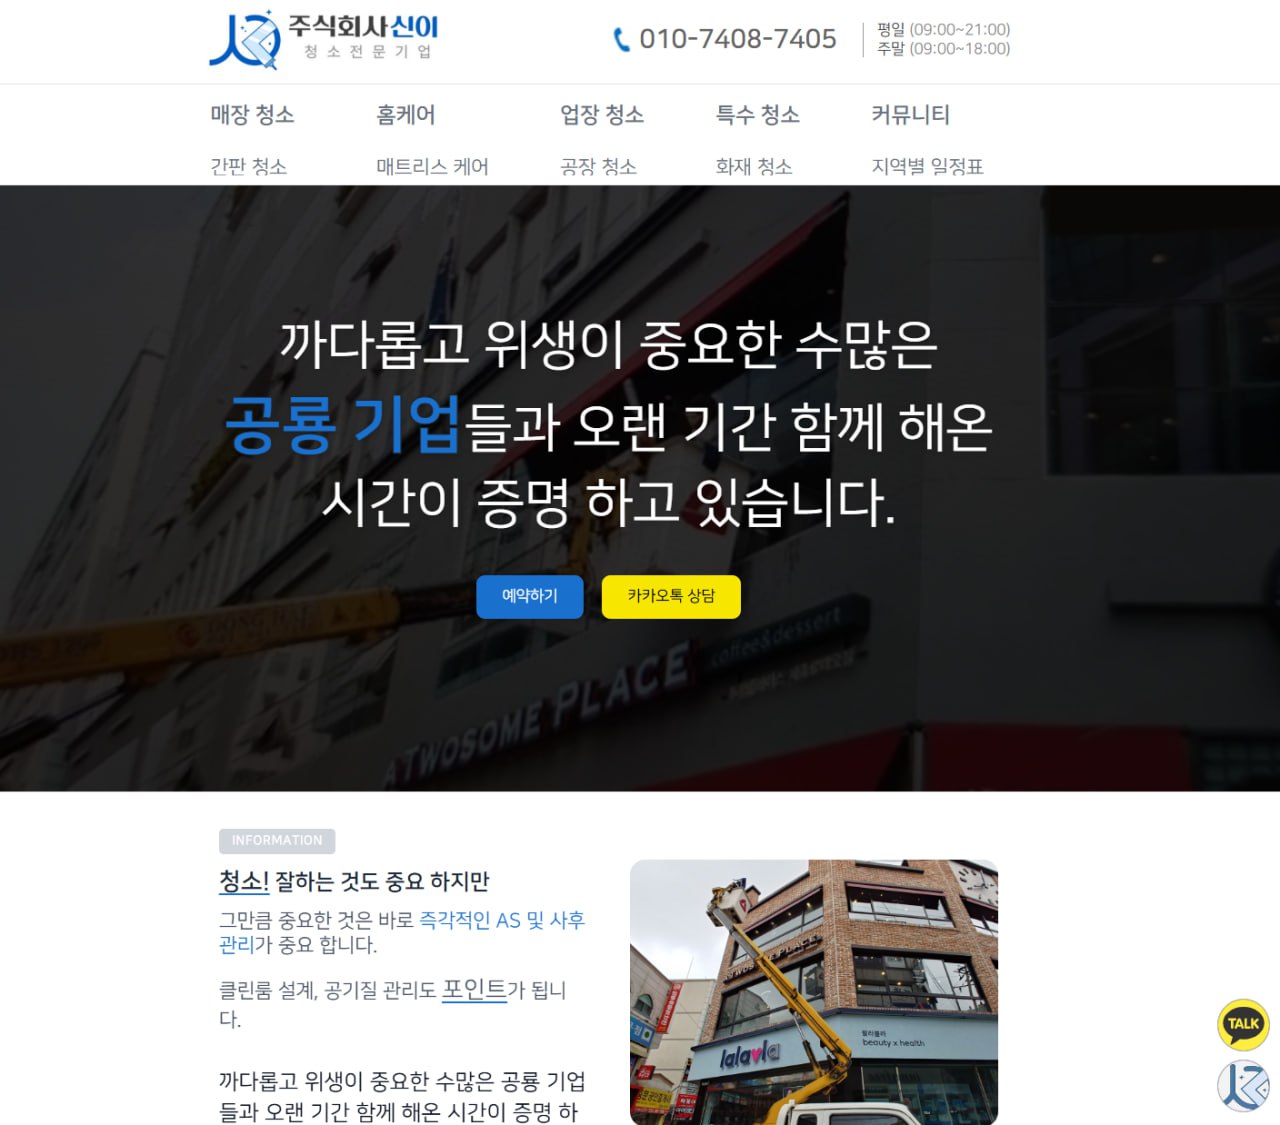 주식회사신이
청소전문기업
010-7408-7405
평일 (09:00~21:00)
주말 (09:00~18:00)
매장 청소 홈케어 업장 청소 특수 청소 커뮤니티
간판 청소 매트리스 케어 공장 청소 화재 청소 지역별 일정표
까다롭고 위생이 중요한 수많은
공룡 기업들과 오랜 기간 함께 해온
시간이 증명 하고 있습니다.
예약하기 카카오톡 상담
coffee&dessert
ATWOSOME PLACE
INFORMATION
청소! 잘하는 것도 중요 하지만
그만큼 중요한 것은 바로 즉각적인 AS 및 사후
관리가 중요 합니다.
클린룸 설계, 공기질 관리도 포인트가 됩니
다.
까다롭고 위생이 중요한 수많은 공룡 기업
들과 오랜 기간 함께 해온 시간이 증명 하
랄라블라
beauty x health
lalavla
TALK